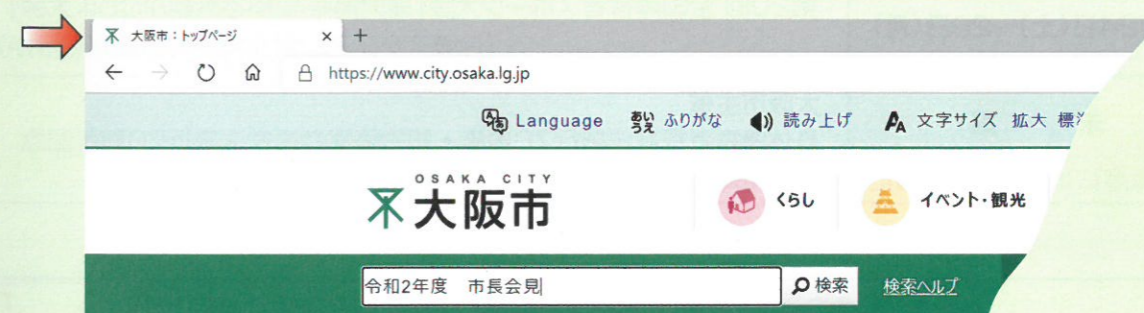 大阪市：トップページ
https://www.city.osaka.lg.jp
Language ふりがな 読み上げ 文字サイズ 拡大
OSAKA CITY
大阪市
くらし イベント・観光
令和2年度 市長会見
検索 検索ヘルプ